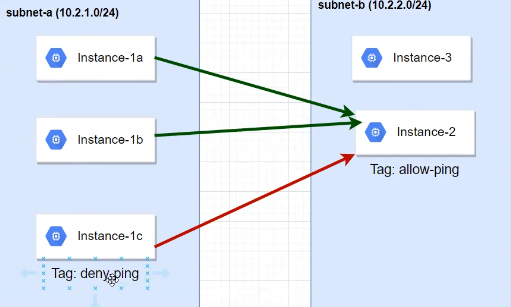 subnet-a (10.2.1.0/24)
subnet-b (10.2.2.0/24)
Instance-1a
Instance-3
Instance-1b
Instance-2
Tag: allow-ping
Instance-1c
Tag: deny-ping